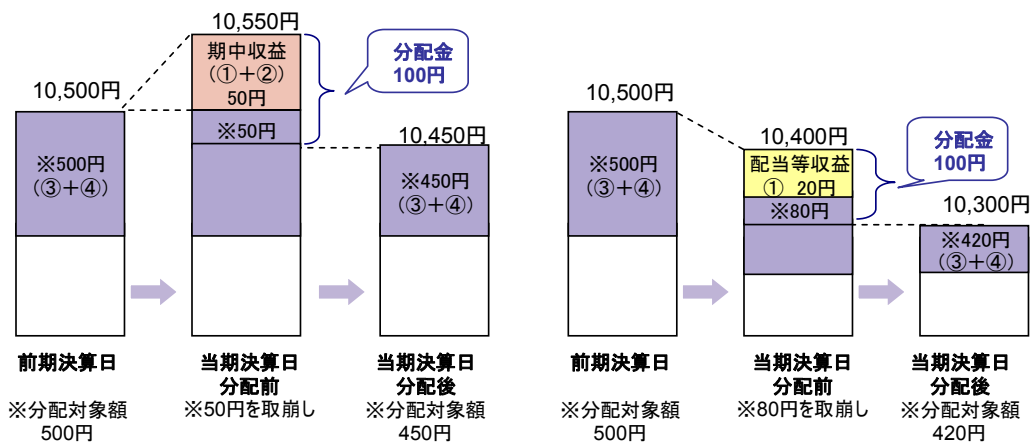 10,550円
期中収益
(①+②)
50円
分配金
100円
10,500円
※50円
10,450円
※500円
(③+④)
※450円
(③+④)
前期決算日
当期決算日
分配前
当期決算日
分配後
※分配対象額
500円
※50円を取崩し
※分配対象額
450円
10,500円
10,400円
分配金
100円
※500円
(③+④)
配当等収益
① 20円
※80円
10,300円
※420円
(③+④)
前期決算日
当期決算日
分配前
当期決算日
分配後
※分配対象額
500円
※80円を取崩し
※分配対象額
420円